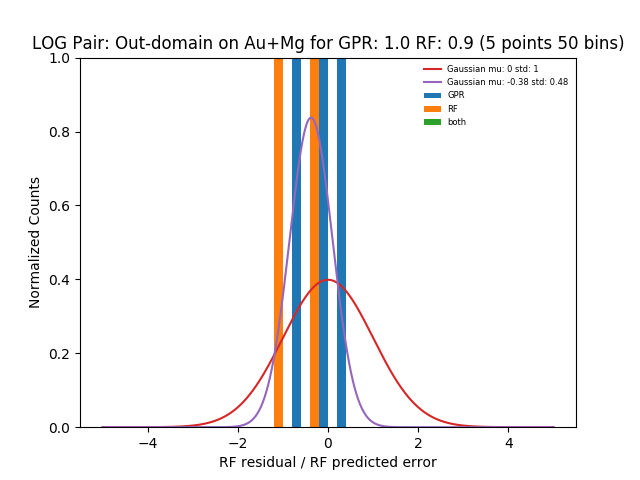 LOG Pair: Out-domain on Au+Mg for GPR: 1.0 RF: 0.9 (5 points 50 bins)
Gaussian mu: 0 std: 1
Gaussian mu: -0.38 std: 0.48
GPR
RF
both
Normalized Counts
1.0
0.8
0.6
0.4
0.2
0.0
−4 −2 0 2 4
RF residual / RF predicted error